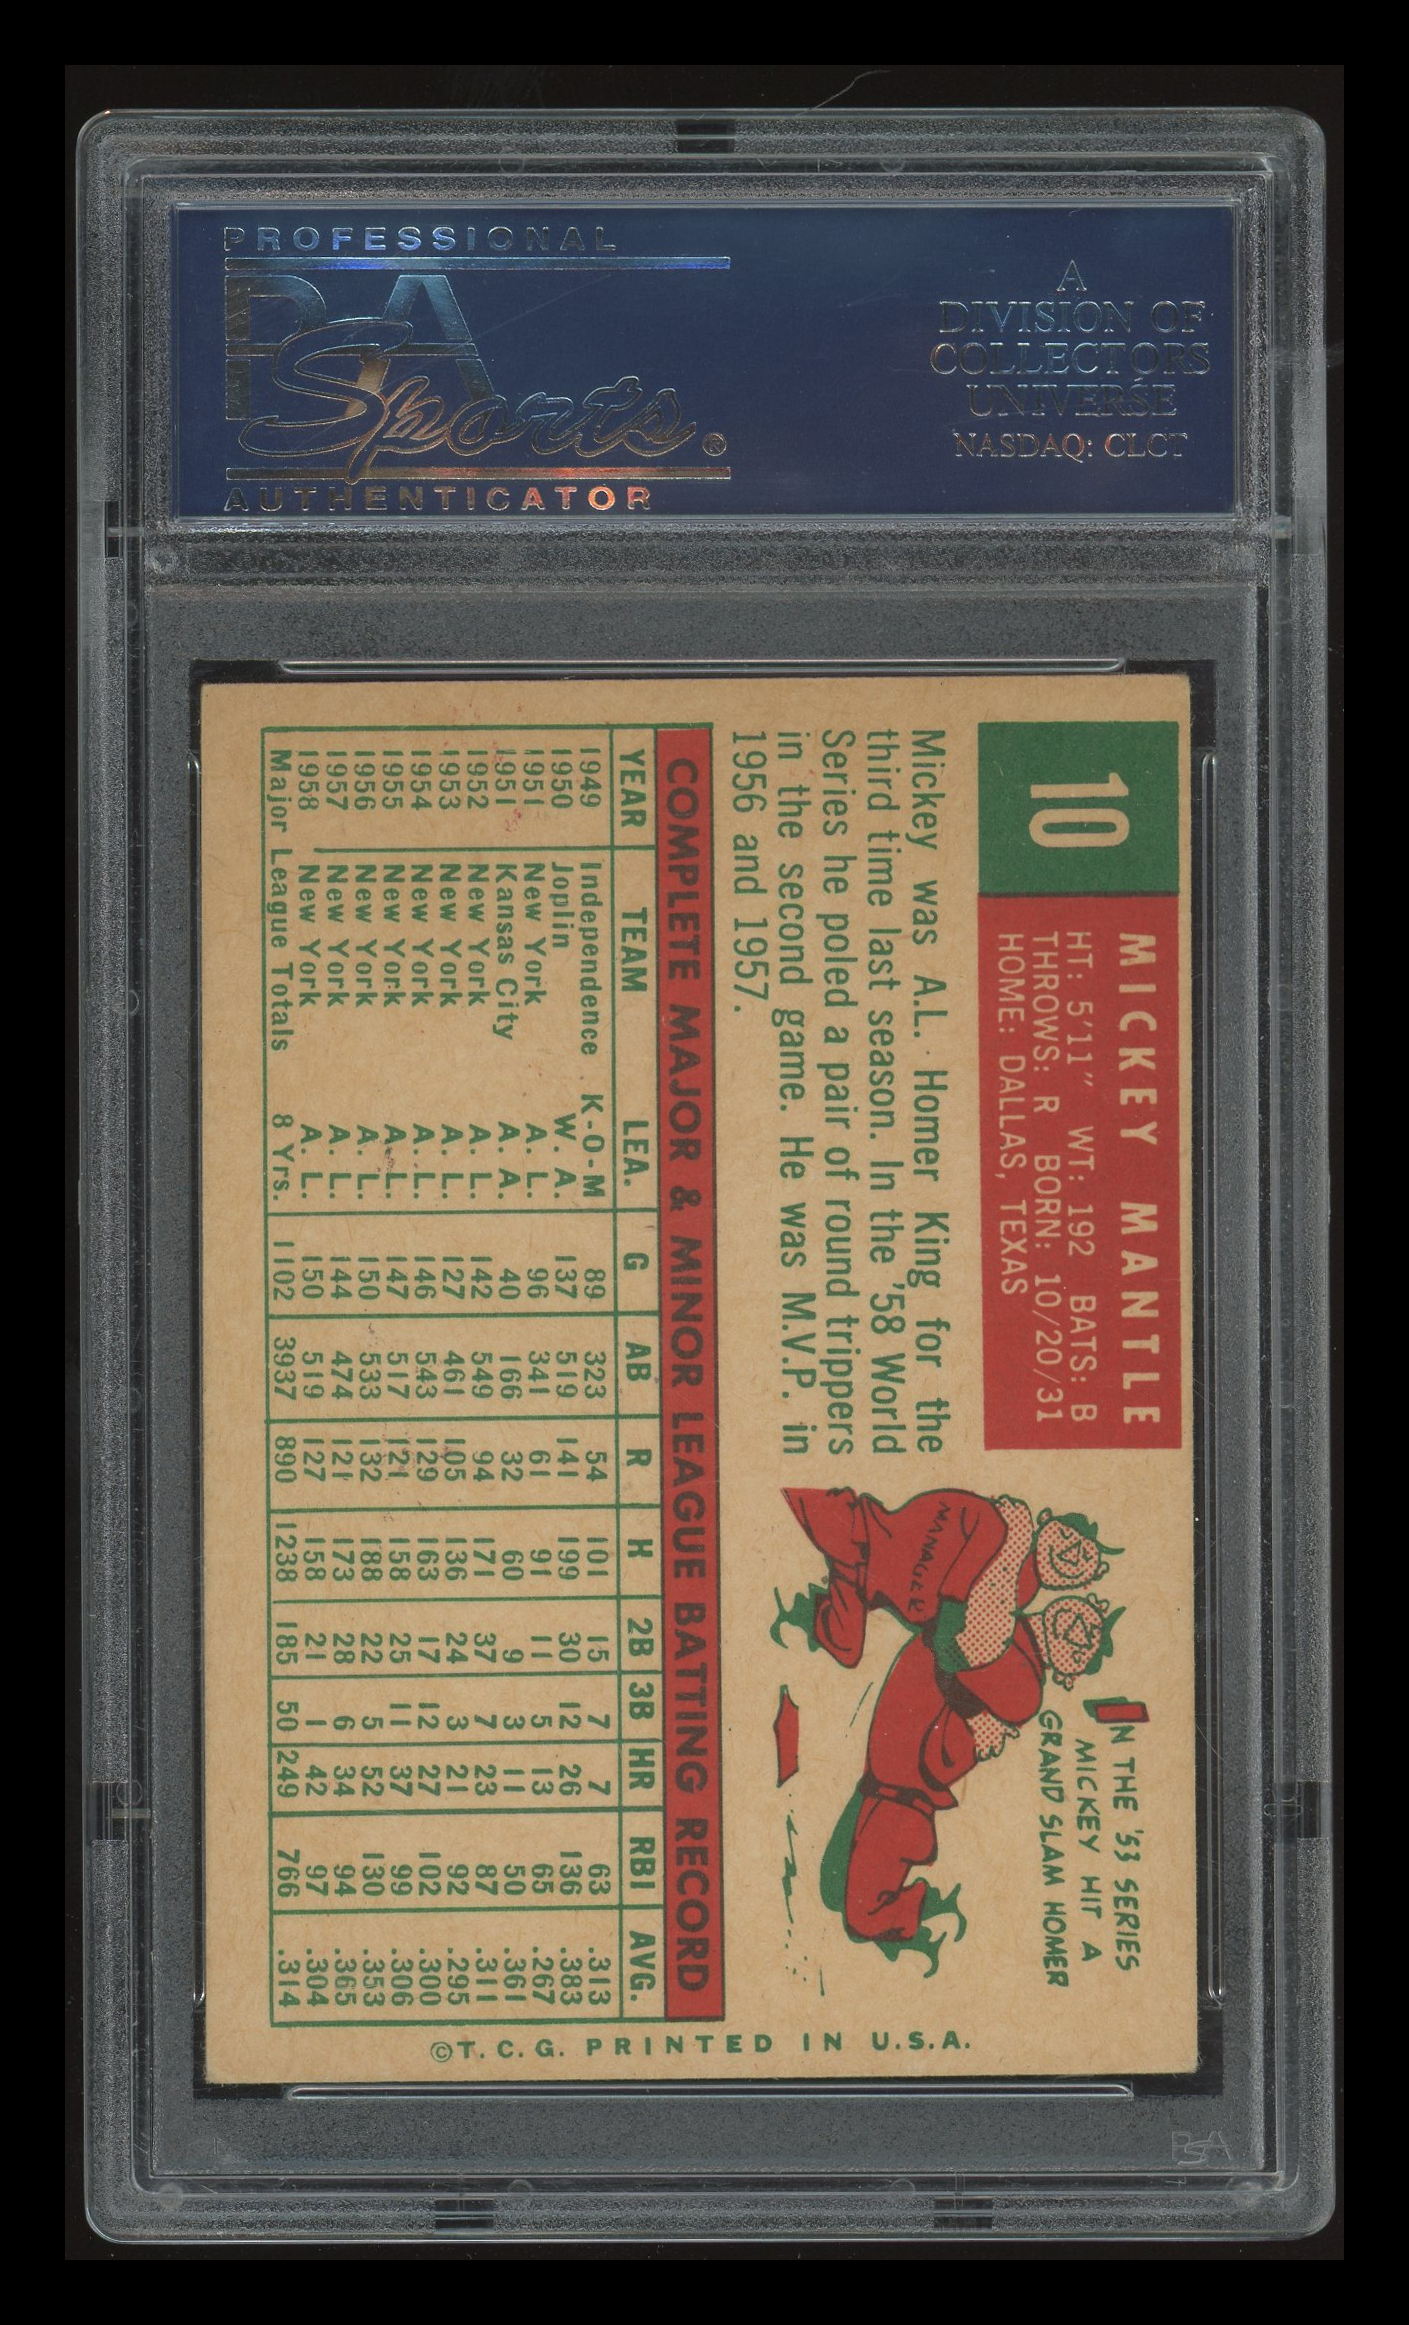 PROFESSIONAL
PSA
Sports®
AUTHENTICATOR
A
DIVISION OF
COLLECTORS
UNIVERSE
NASDAQ: CLCT
10
MICKEY MANTLE
HT: 5'11" WT: 192 BATS: B
THROWS: R BORN: 10/20/31
HOME: DALLAS, TEXAS
IN THE '53 SERIES
MICKEY HIT A
GRAND SLAM HOMER
MANAGER
Mickey was A.L. Homer King for the
third time last season. In the '58 World
Series he poled a pair of round trippers
in the second game. He was M.V.P. in
1956 and 1957.
COMPLETE MAJOR & MINOR LEAGUE BATTING RECORD
YEAR TEAM LEA. G AB R H 2B 3B HR RBI AVG.
1949 Independence K-O-M 89 323 54 101 15 7 7 63 .313
1950 Joplin W. A. 137 519 141 199 30 12 26 136 .383
1951 New York A. L. 96 341 61 91 11 5 13 65 .267
1951 Kansas City A. A. 40 166 32 60 9 3 11 50 .361
1952 New York A. L. 142 549 94 171 37 7 23 87 .311
1953 New York A. L. 127 461 105 136 24 3 21 92 .295
1954 New York A. L. 146 543 129 163 17 12 27 102 .300
1955 New York A. L. 147 517 121 158 25 11 37 99 .306
1956 New York A. L. 150 533 132 188 22 5 52 130 .353
1957 New York A. L. 144 474 121 173 28 6 34 94 .365
1958 New York A. L. 150 519 127 158 21 1 42 97 .304
Major League Totals 8 Yrs. 1102 3937 890 1238 185 50 249 766 .314
©T. C. G. PRINTED IN U.S.A.
PSA